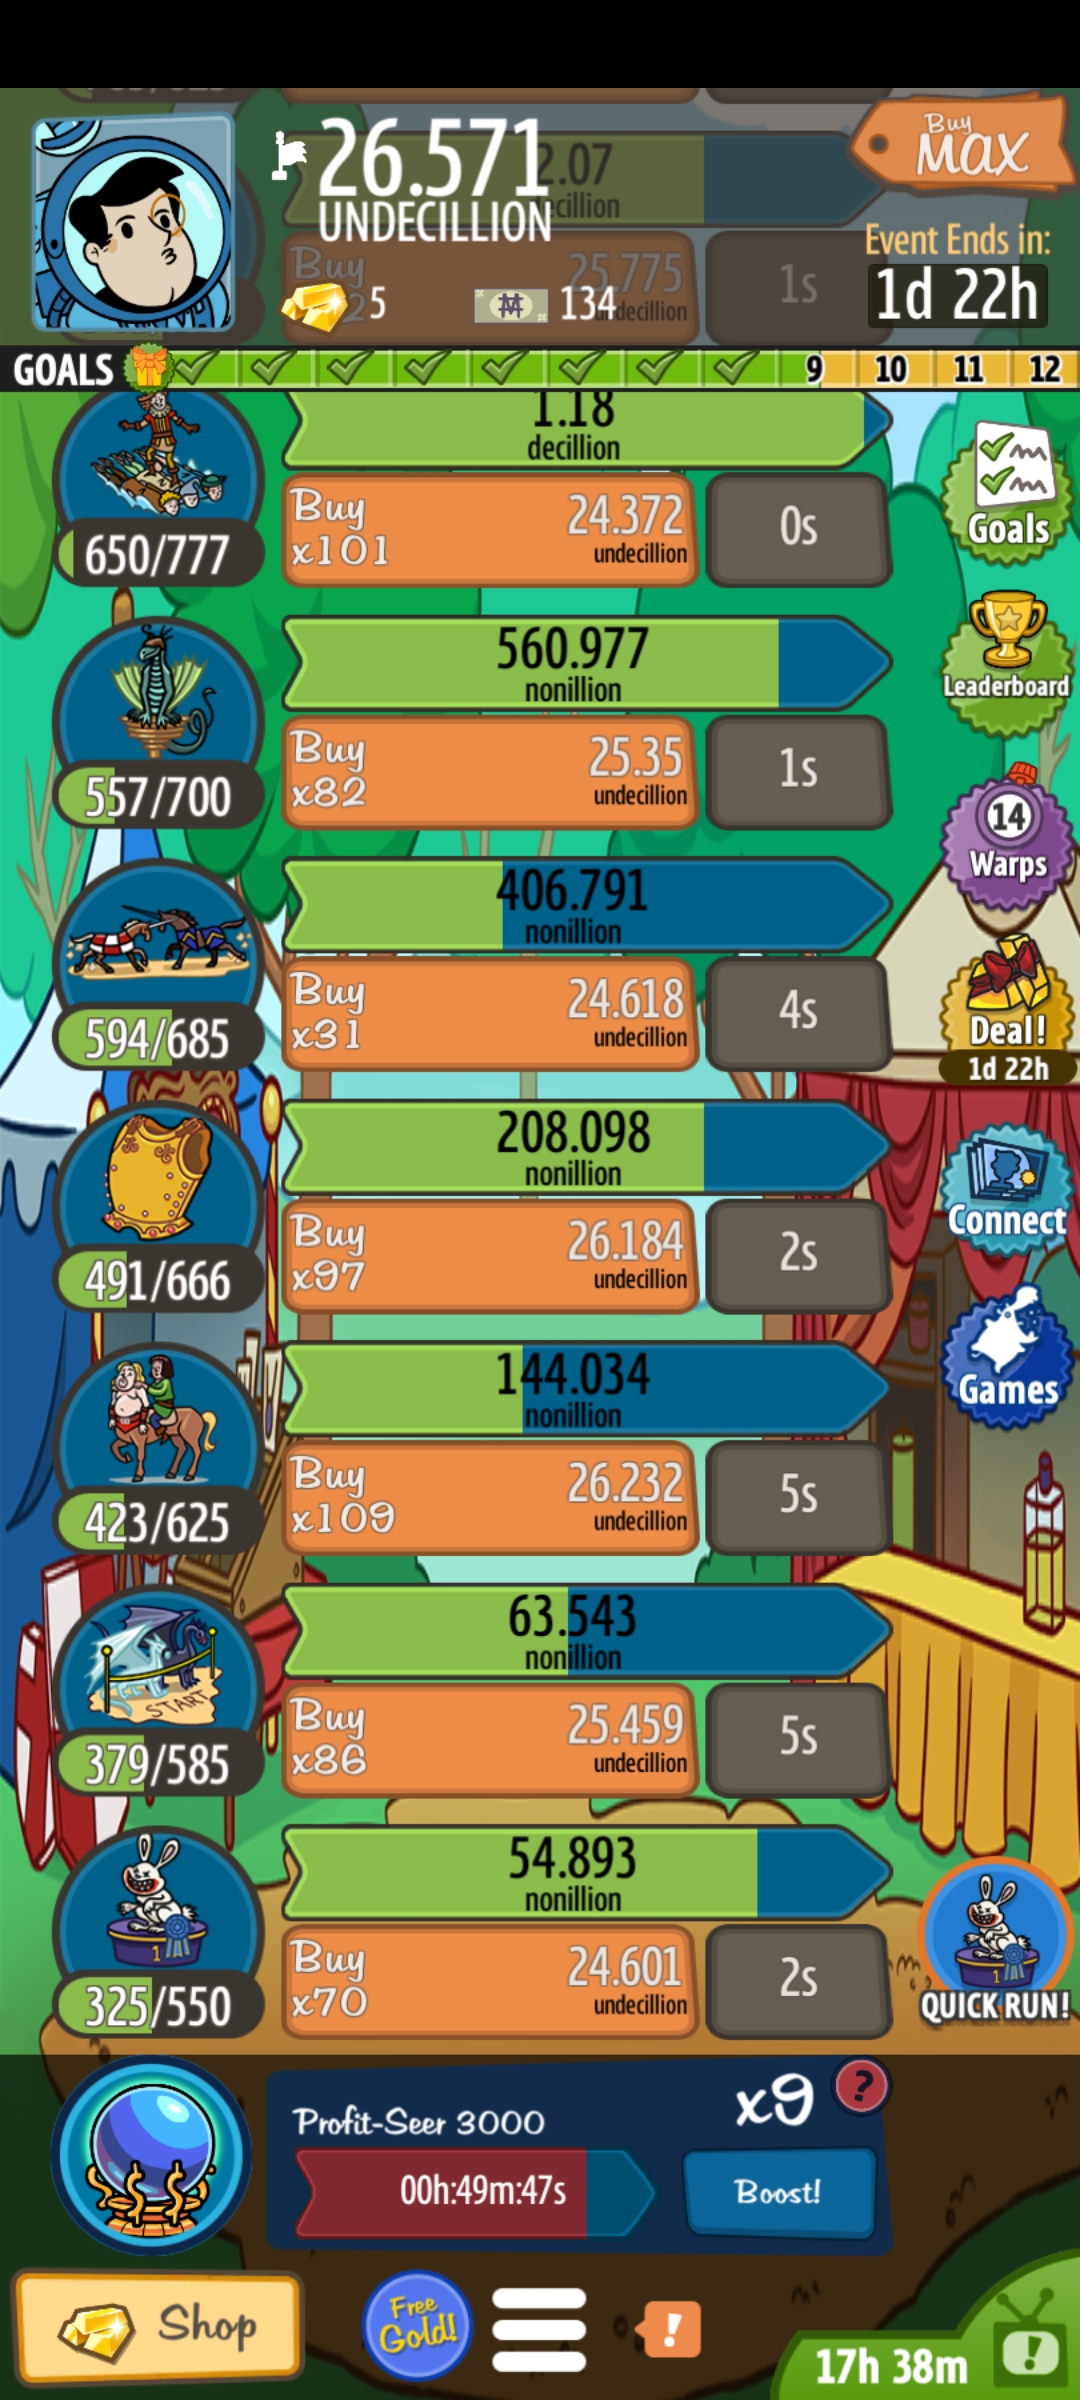 26.571
UNDECILLION
2.07
Buy
25.775
1s
5
134
Buy
MAX
Event Ends in:
1d 22h
GOALS
9
10
11
12
1.18
decillion
650/777
Buy
x101
24.372
undecillion
0s
Goals
560.977
nonillion
557/700
Buy
x82
25.35
undecillion
1s
Leaderboard
14
Warps
406.791
nonillion
594/685
Buy
x31
24.618
undecillion
4s
Deal!
1d 22h
208.098
nonillion
491/666
Buy
x97
26.184
undecillion
2s
Connect
144.034
nonillion
423/625
Buy
x109
26.232
undecillion
5s
Games
63.543
nonillion
START
379/585
Buy
x86
25.459
undecillion
5s
54.893
nonillion
1
325/550
Buy
x70
24.601
undecillion
2s
1
QUICK RUN!
Profit-Seer 3000
x9
?
00h:49m:47s
Boost!
Shop
Free
Gold!
!
17h 38m
!